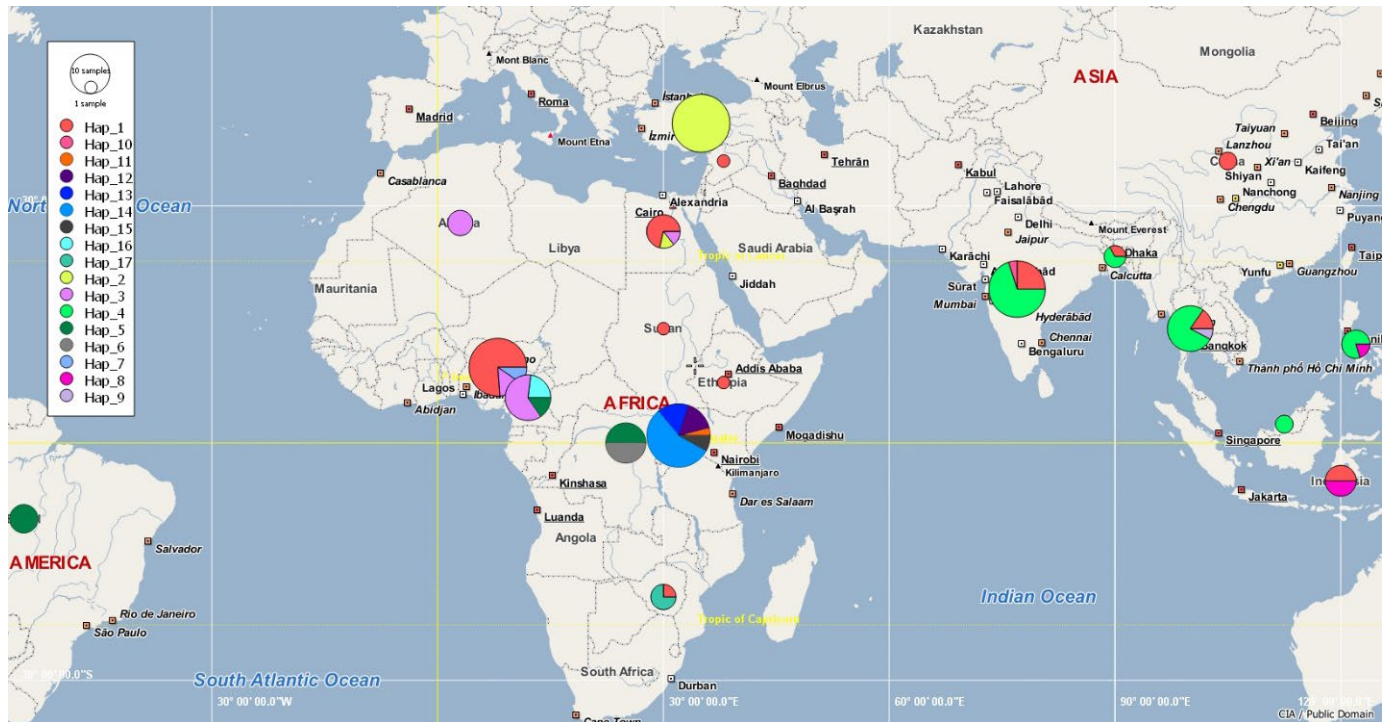 10 samples
1 sample
Hap_1
Hap_10
Hap_11
Hap_12
Hap_13
Hap_14
Hap_15
Hap_16
Hap_17
Hap_2
Hap_3
Hap_4
Hap_5
Hap_6
Hap_7
Hap_8
Hap_9
Kazakhstan
Mongolia
ASIA
Mont Blanc
Mount Elbrus
Roma
Madrid
Mount Etna
İzmir
Tehrān
Baghdad
Al Başrah
Kabul
Lahore
Faisalābād
Delhi
Jaipur
Mount Everest
Beijing
Taiyuan
Lanzhou
Tai'an
Xi'an
Kaifeng
Shiyan
Nanchong
Nanjing
Chengdu
Puyang
Casablanca
Alexandria
Cairo
Libya
Saudi Arabia
Jiddah
Mauritania
Karāchi
Sūrat
Mumbai
Hyderābād
Chennai
Bengaluru
Dhaka
Calcutta
Yunfu
Guangzhou
Thành phố Hồ Chí Minh
Lagos
Abidjan
AFRICA
Addis Ababa
Mogadishu
Nairobi
Kilimanjaro
Dar es Salaam
Kinshasa
Luanda
Angola
Singapore
Jakarta
AMERICA
Salvador
Rio de Janeiro
São Paulo
Indian Ocean
Tropic of Capricorn
South Africa
Durban
Cape Town
South Atlantic Ocean
30° 00' 00.0"W
30° 00' 00.0"E
60° 00' 00.0"E
90° 00' 00.0"E
CIA / Public Domain